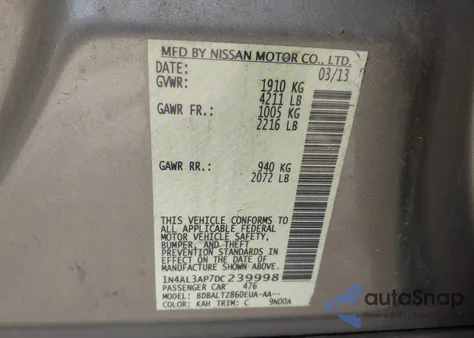 MFD BY NISSAN MOTOR CO., LTD.
DATE: 03/13
GVWR: 1910 KG
4211 LB
GAWR FR.: 1005 KG
2216 LB
GAWR RR.: 940 KG
2072 LB
THIS VEHICLE CONFORMS TO
ALL APPLICABLE FEDERAL
MOTOR VEHICLE SAFETY,
BUMPER, AND THEFT
PREVENTION STANDARDS IN
EFFECT ON THE DATE OF
MANUFACTURE SHOWN ABOVE.
1N4AL3AP7DC239998
PASSENGER CAR 476
MODEL: BDBALTZ860EUA-AA--
COLOR: KAH TRIM: C 9N00A
autoSnap
Powered by